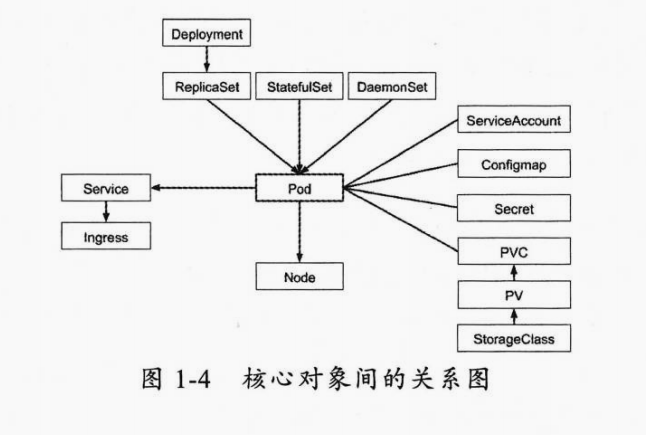 Deployment
ReplicaSet StatefulSet DaemonSet
ServiceAccount
Configmap
Service Pod
Secret
Ingress
PVC
Node
PV
StorageClass
图 1-4 核心对象间的关系图